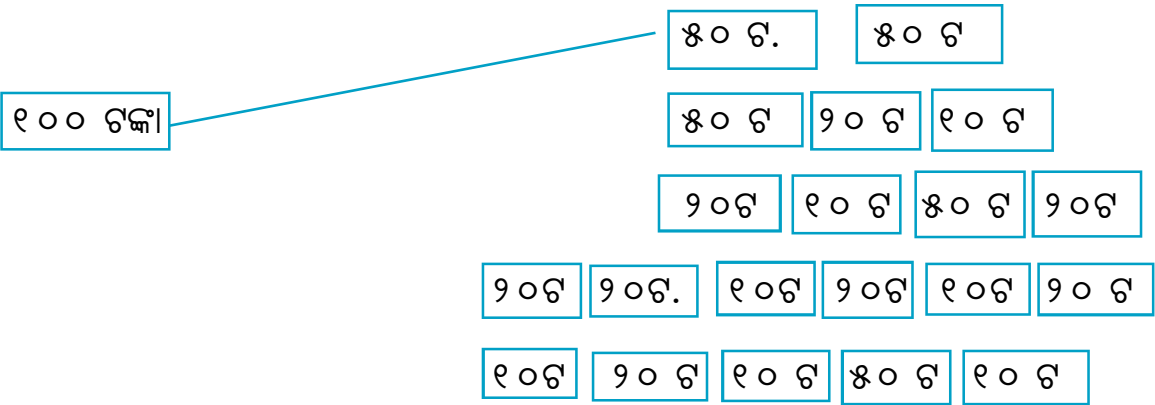 ୫୦ ଟ. ୫୦ ଟ
୧୦୦ ଟଙ୍କା
୫୦ ଟ ୨୦ ଟ ୧୦ ଟ
୨୦ଟ ୧୦ ଟ ୫୦ ଟ ୨୦ଟ
୨୦ଟ ୨୦ଟ. ୧୦ଟ ୨୦ଟ ୧୦ଟ ୨୦ ଟ
୧୦ଟ ୨୦ ଟ ୧୦ ଟ ୫୦ ଟ ୧୦ ଟ